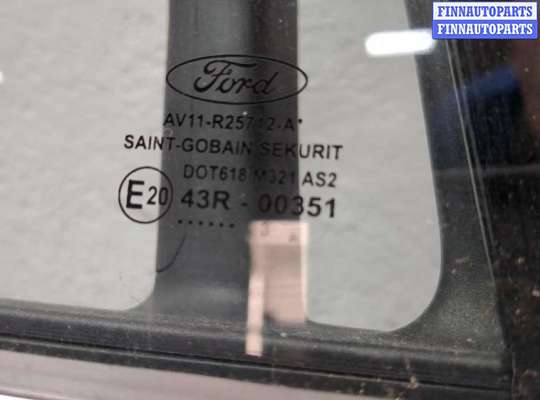 FINNAUTOPARTS
FINNAUTOPARTS
Ford
AV11-R25712-A*
SAINT-GOBAIN SEKURIT
DOT618 M321 AS2
E20 43R - 00351
......